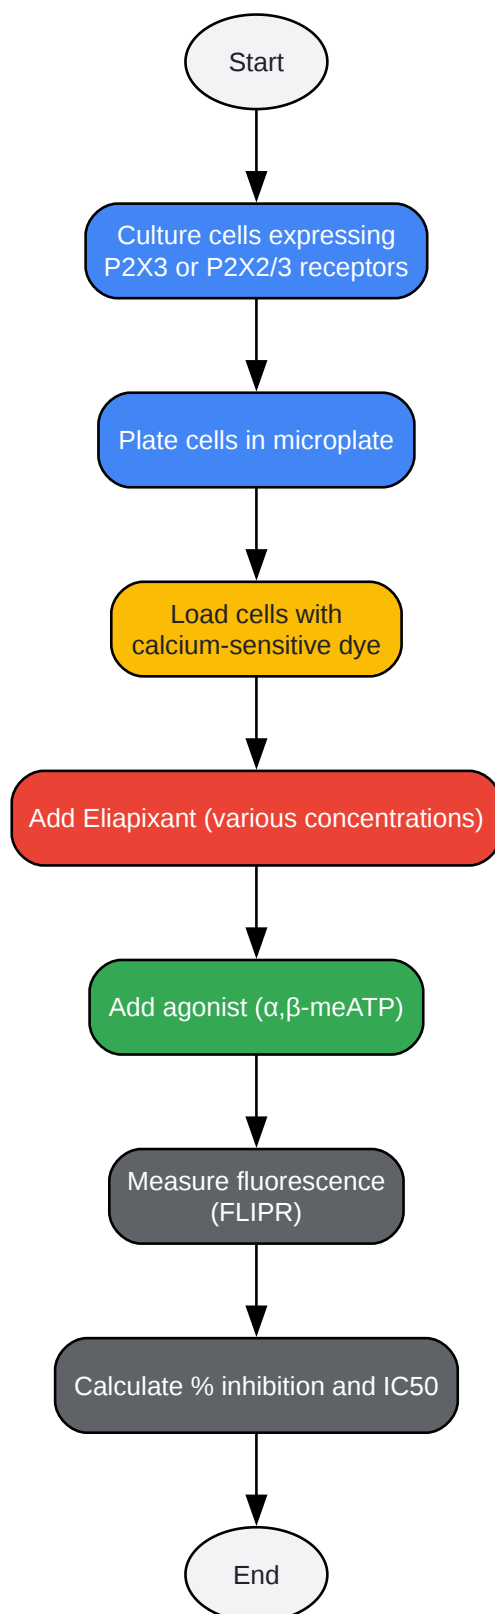 Start
Culture cells expressing
P2X3 or P2X2/3 receptors
Plate cells in microplate
Load cells with
calcium-sensitive dye
Add Eliapixant (various concentrations)
Add agonist (α,β-meATP)
Measure fluorescence
(FLIPR)
Calculate % inhibition and IC50
End